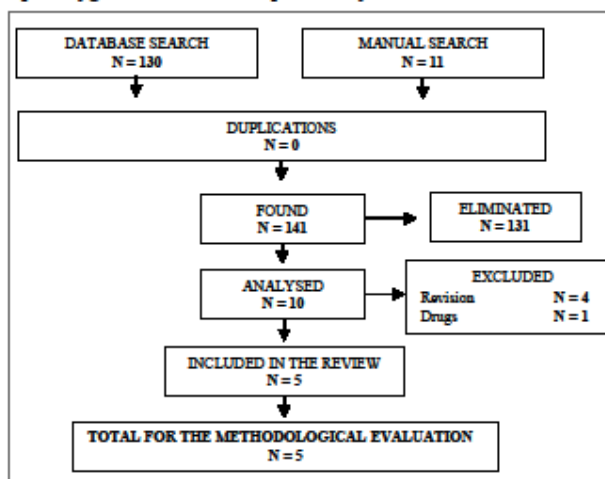 DATABASE SEARCH
N = 130
MANUAL SEARCH
N = 11
DUPLICATIONS
N = 0
FOUND
N = 141
ELIMINATED
N = 131
ANALYSED
N = 10
EXCLUDED
Revision N = 4
Drugs N = 1
INCLUDED IN THE REVIEW
N = 5
TOTAL FOR THE METHODOLOGICAL EVALUATION
N = 5